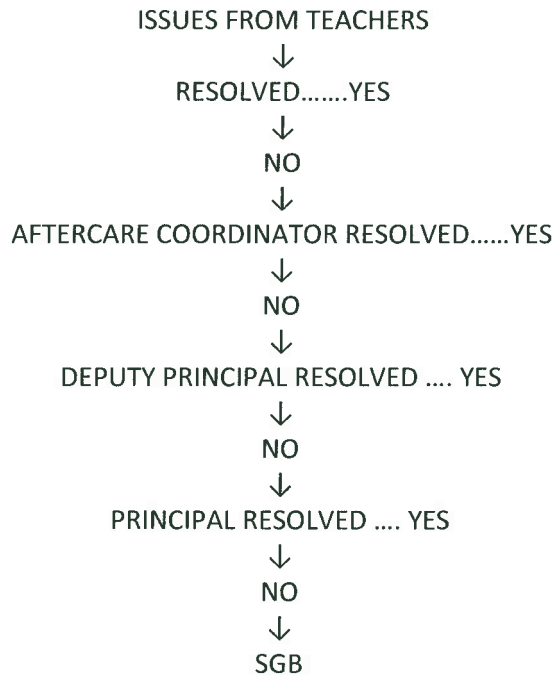 ISSUES FROM TEACHERS
↓
RESOLVED.......YES
↓
NO
↓
AFTERCARE COORDINATOR RESOLVED......YES
↓
NO
↓
DEPUTY PRINCIPAL RESOLVED .... YES
↓
NO
↓
PRINCIPAL RESOLVED .... YES
↓
NO
↓
SGB